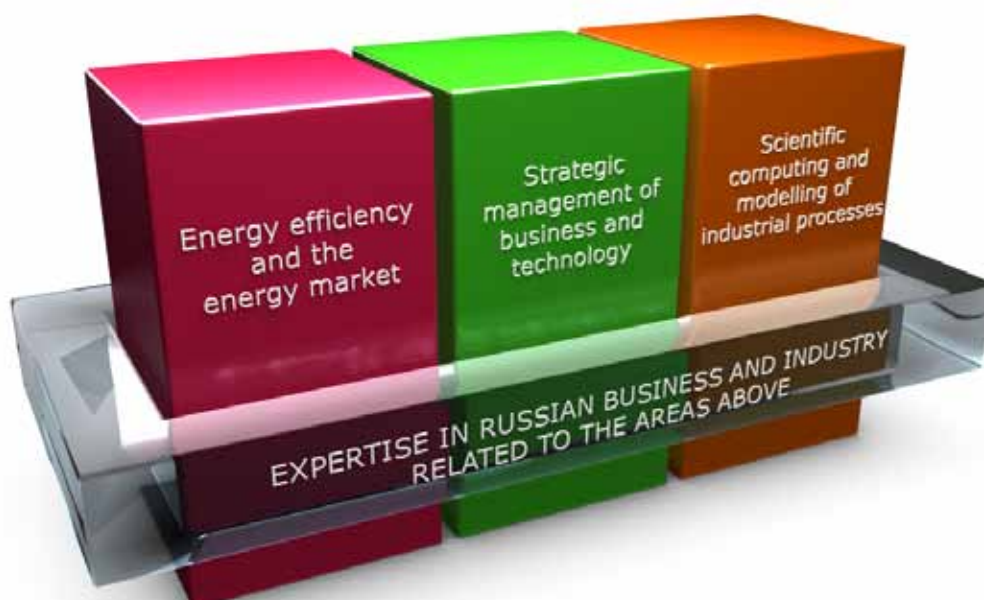 Energy efficiency
and the
energy market
Strategic
management of
business and
technology
Scientific
computing and
modelling of
industrial processes
EXPERTISE IN RUSSIAN BUSINESS AND INDUSTRY
RELATED TO THE AREAS ABOVE